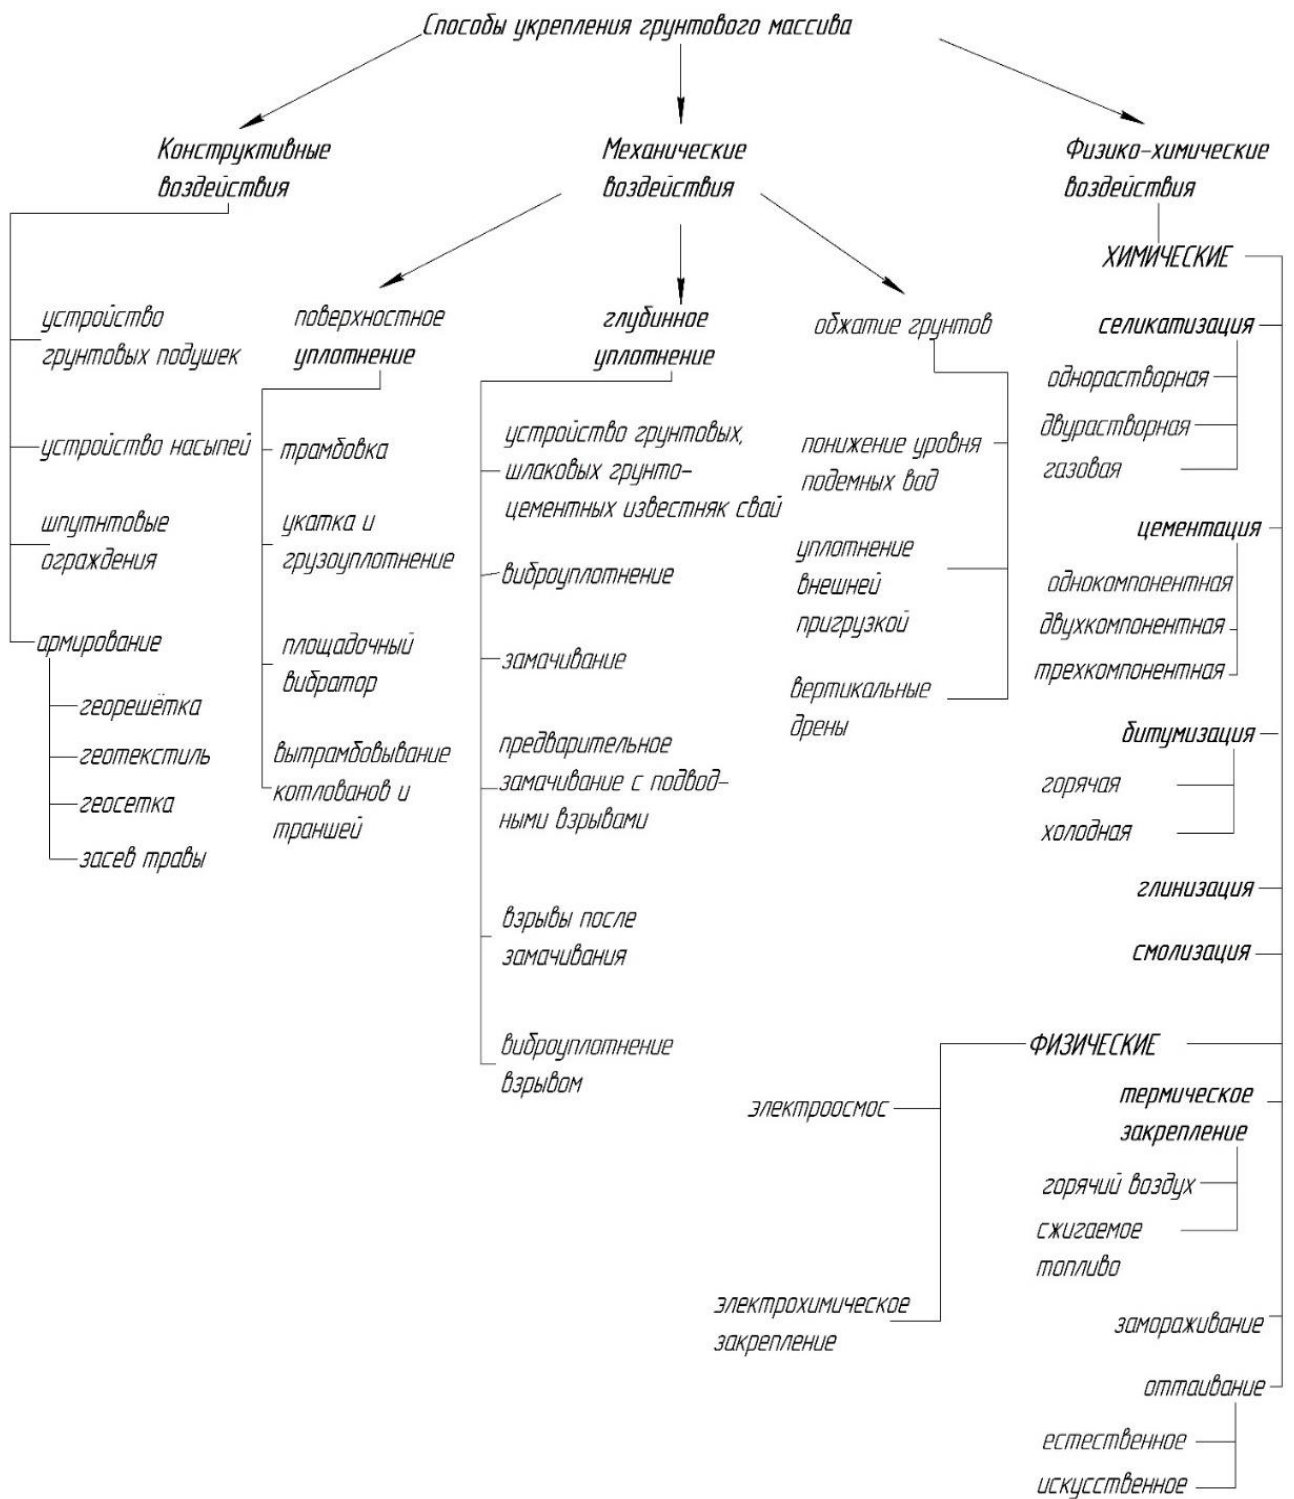 Способы укрепления грунтового массива
Конструктивные
воздействия
устройство
грунтовых подушек
устройство насыпей
шпутнтовые
ограждения
армирование
георешётка
геотекстиль
геосетка
засев травы
Механические
воздействия
поверхностное
уплотнение
трамбовка
укатка и
грузоуплотнение
площадочный
вибратор
вытрамбовывание
котлованов и
траншей
глубинное
уплотнение
устройство грунтовых,
шлаковых грунто-
цементных известняк свай
виброуплотнение
замачивание
предварительное
замачивание с подвод-
ными взрывами
взрывы после
замачивания
виброуплотнение
взрывом
обжатие грунтов
понижение уровня
подемных вод
уплотнение
внешней
пригрузкой
вертикальные
дрены
Физико-химические
воздействия
ХИМИЧЕСКИЕ
селикатизация
однорастворная
двурастворная
газовая
цементация
однокомпонентная
двухкомпонентная
трехкомпонентная
битумизация
горячая
холодная
глинизация
смолизация
ФИЗИЧЕСКИЕ
электроосмос
электрохимическое
закрепление
термическое
закрепление
горячий воздух
сжигаемое
топливо
замораживание
оттаивание
естественное
искусственное